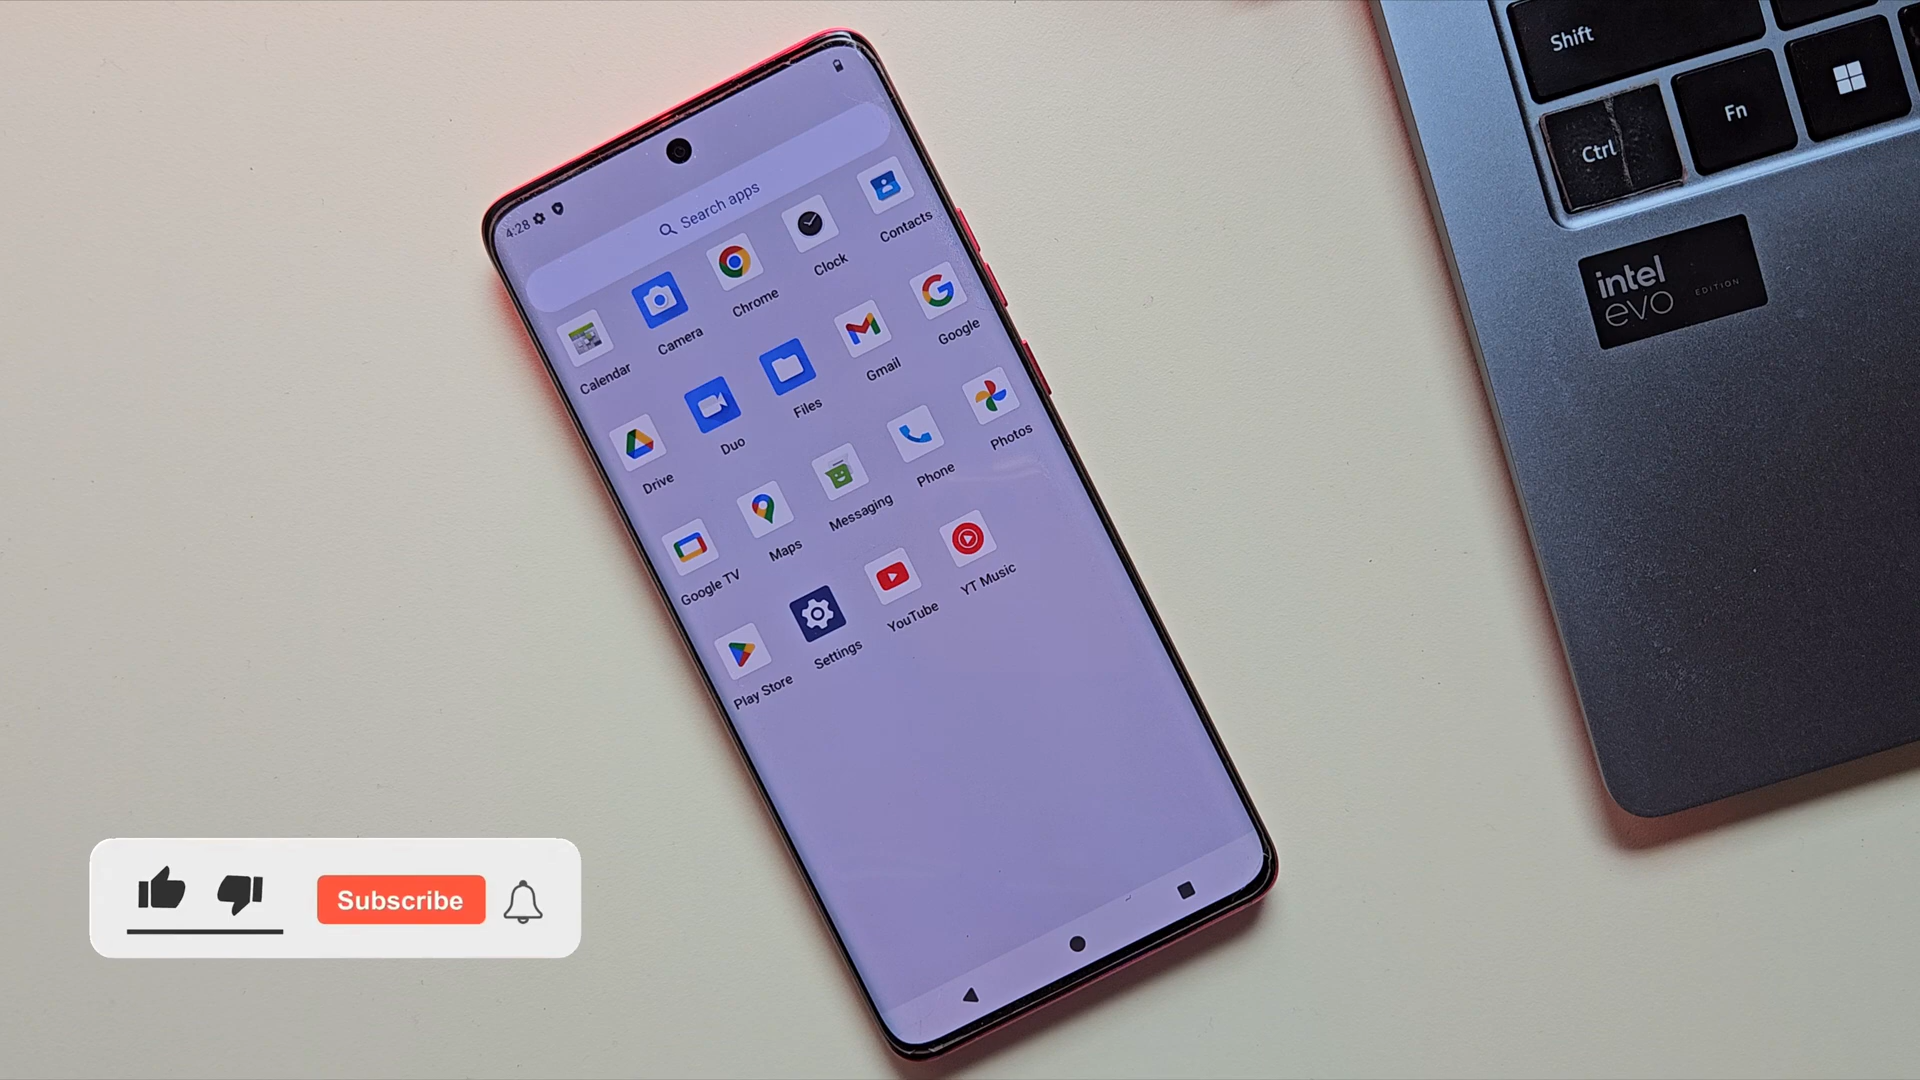 4:28
Search apps
Calendar
Camera
Chrome
Clock
Contacts
Drive
Duo
Files
Gmail
Google
Google TV
Maps
Messaging
Phone
Photos
Play Store
Settings
YouTube
YT Music
Shift
Ctrl
Fn
intel
evo EDITION
Subscribe